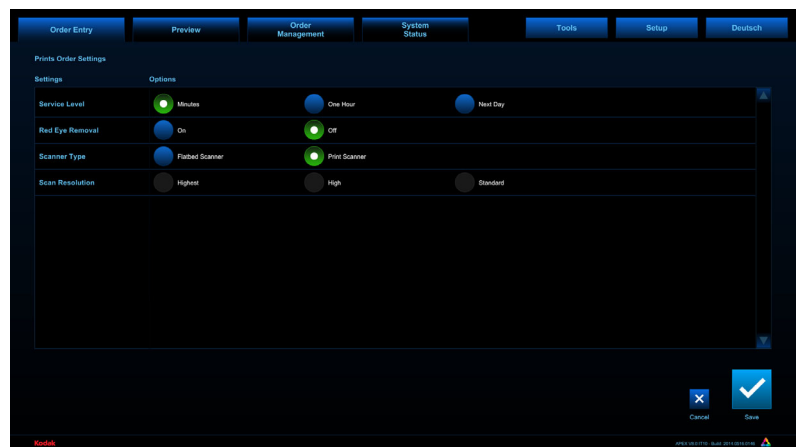 Order Entry
Preview
Order
Management
System
Status
Tools
Setup
Deutsch
Prints Order Settings
Settings Options
Service Level Minutes One Hour Next Day
Red Eye Removal On Off
Scanner Type Flatbed Scanner Print Scanner
Scan Resolution Highest High Standard
Cancel Save
Kodak